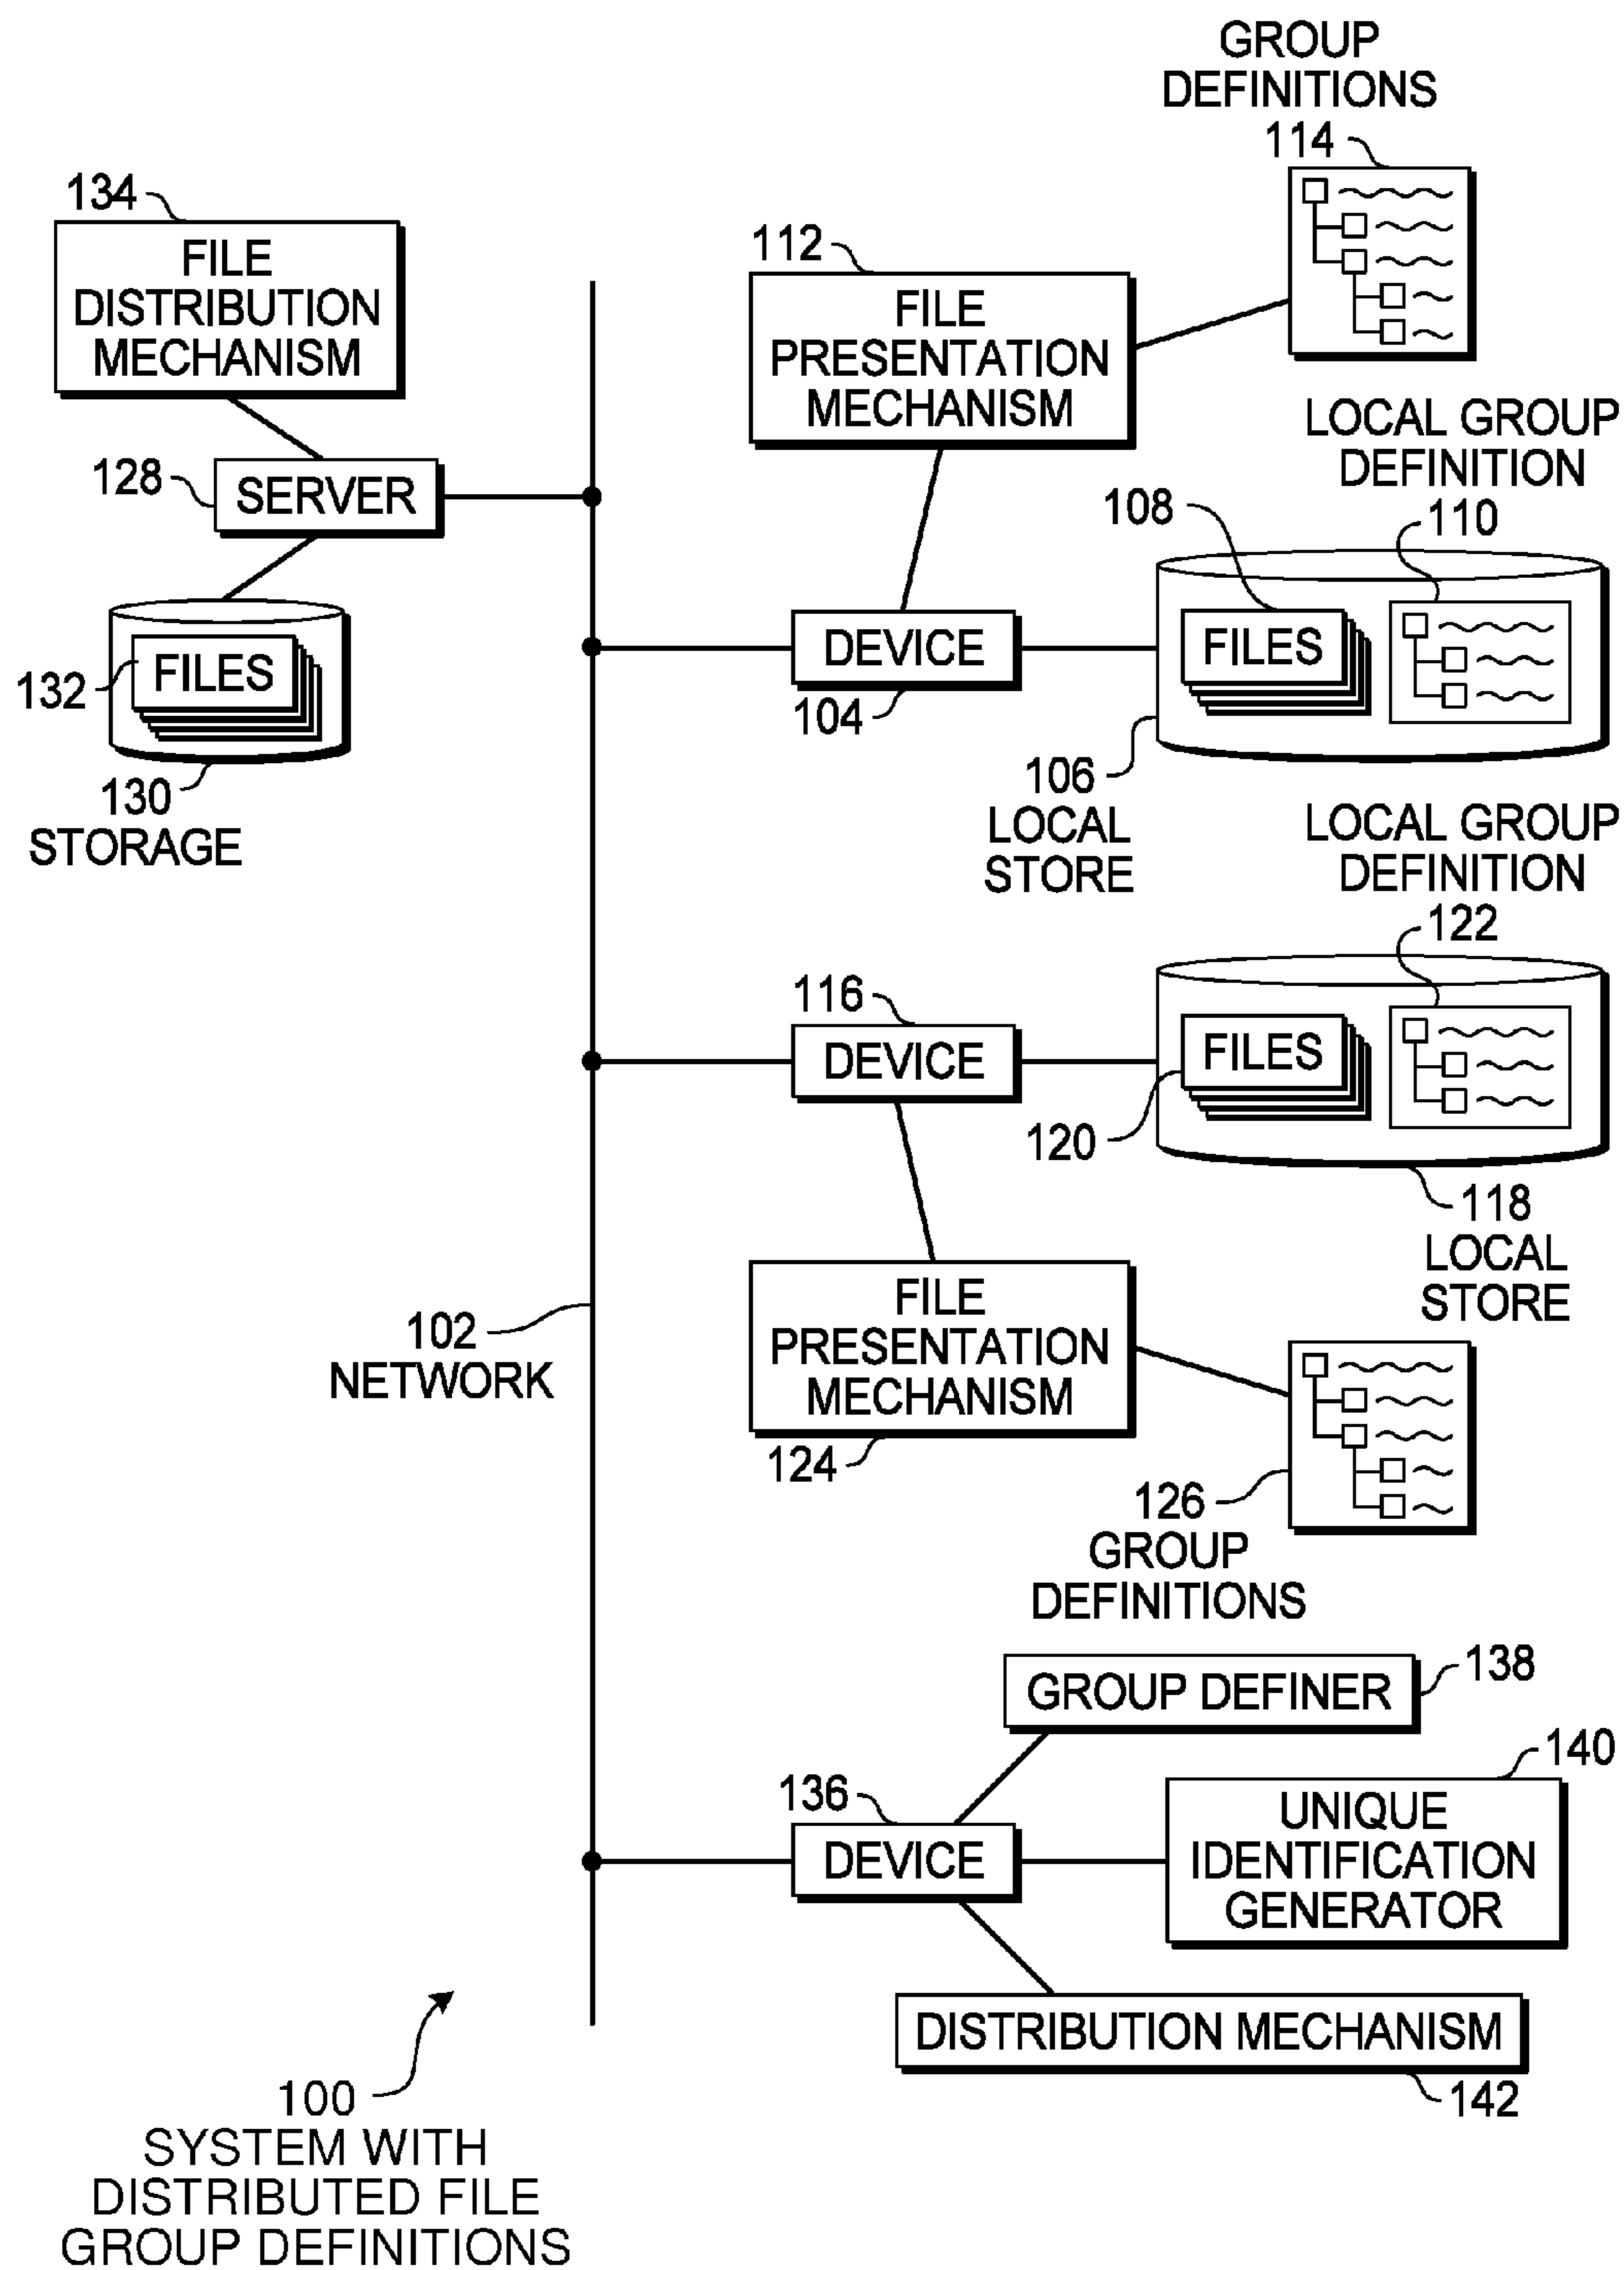 GROUP
DEFINITIONS
114
134
FILE
DISTRIBUTION
MECHANISM
112
FILE
PRESENTATION
MECHANISM
LOCAL GROUP
DEFINITION
110
128
SERVER
108
FILES
DEVICE
104
132
FILES
130
STORAGE
106
LOCAL
STORE
LOCAL GROUP
DEFINITION
122
116
DEVICE
FILES
120
118
LOCAL
STORE
102
NETWORK
FILE
PRESENTATION
MECHANISM
124
126
GROUP
DEFINITIONS
GROUP DEFINER
138
140
136
DEVICE
UNIQUE
IDENTIFICATION
GENERATOR
DISTRIBUTION MECHANISM
142
100
SYSTEM WITH
DISTRIBUTED FILE
GROUP DEFINITIONS